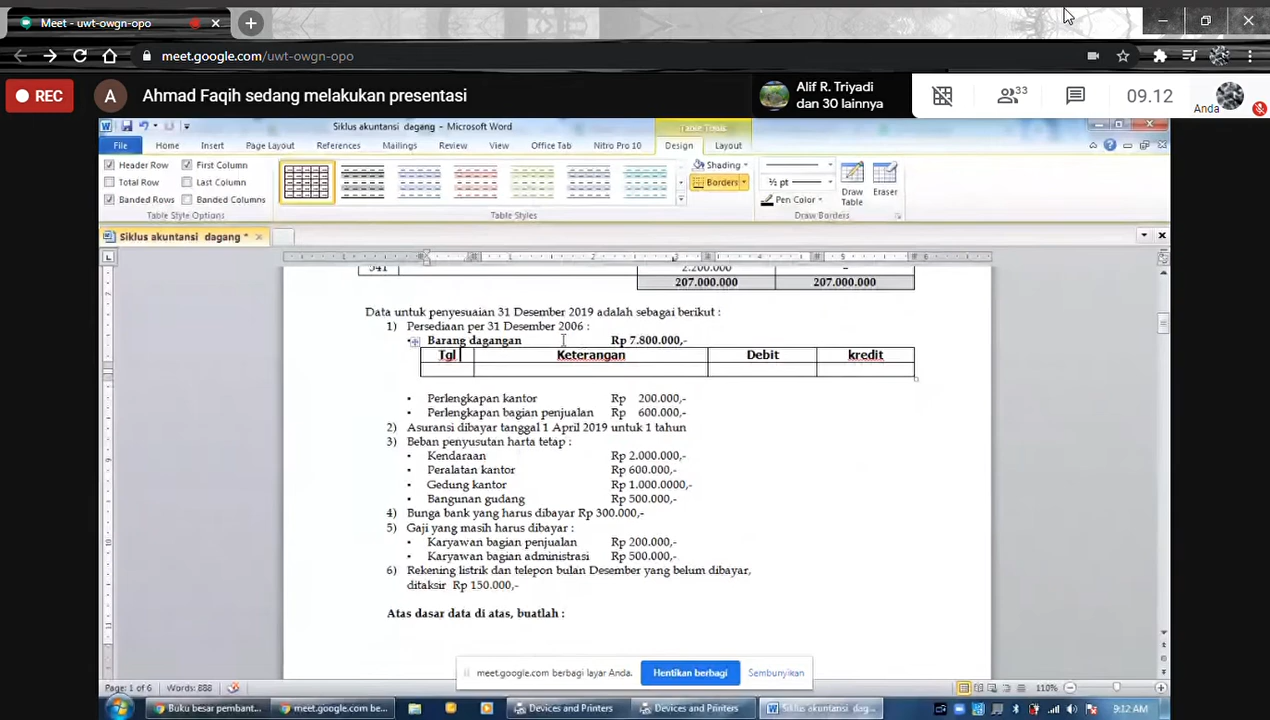 Meet - uwt-owgn-opo
meet.google.com/uwt-owgn-opo
REC
A
Ahmad Faqih sedang melakukan presentasi
Alif R. Triyadi
dan 30 lainnya
33
09.12
Anda
Siklus akuntansi dagang - Microsoft Word
Table Tools
File Home Insert Page Layout References Mailings Review View Office Tab Nitro Pro 10 Design Layout
Header Row First Column
Total Row Last Column
Banded Rows Banded Columns
Table Style Options
Table Styles
Shading
Borders
½ pt
Pen Color
Draw Table
Eraser
Draw Borders
Siklus akuntansi dagang *
541 2.200.000 –
207.000.000 207.000.000
Data untuk penyesuaian 31 Desember 2019 adalah sebagai berikut :
1) Persediaan per 31 Desember 2006 :
• Barang dagangan Rp 7.800.000,-
Tgl Keterangan Debit kredit
• Perlengkapan kantor Rp 200.000,-
• Perlengkapan bagian penjualan Rp 600.000,-
2) Asuransi dibayar tanggal 1 April 2019 untuk 1 tahun
3) Beban penyusutan harta tetap :
• Kendaraan Rp 2.000.000,-
• Peralatan kantor Rp 600.000,-
• Gedung kantor Rp 1.000.0000,-
• Bangunan gudang Rp 500.000,-
4) Bunga bank yang harus dibayar Rp 300.000,-
5) Gaji yang masih harus dibayar :
• Karyawan bagian penjualan Rp 200.000,-
• Karyawan bagian administrasi Rp 500.000,-
6) Rekening listrik dan telepon bulan Desember yang belum dibayar,
ditaksir Rp 150.000,-
Atas dasar data di atas, buatlah :
meet.google.com berbagi layar Anda. Hentikan berbagi Sembunyikan
Page: 1 of 6 Words: 888 110%
Buku besar pembant... meet.google.com be... Devices and Printers Devices and Printers Siklus akuntansi dag... 9:12 AM